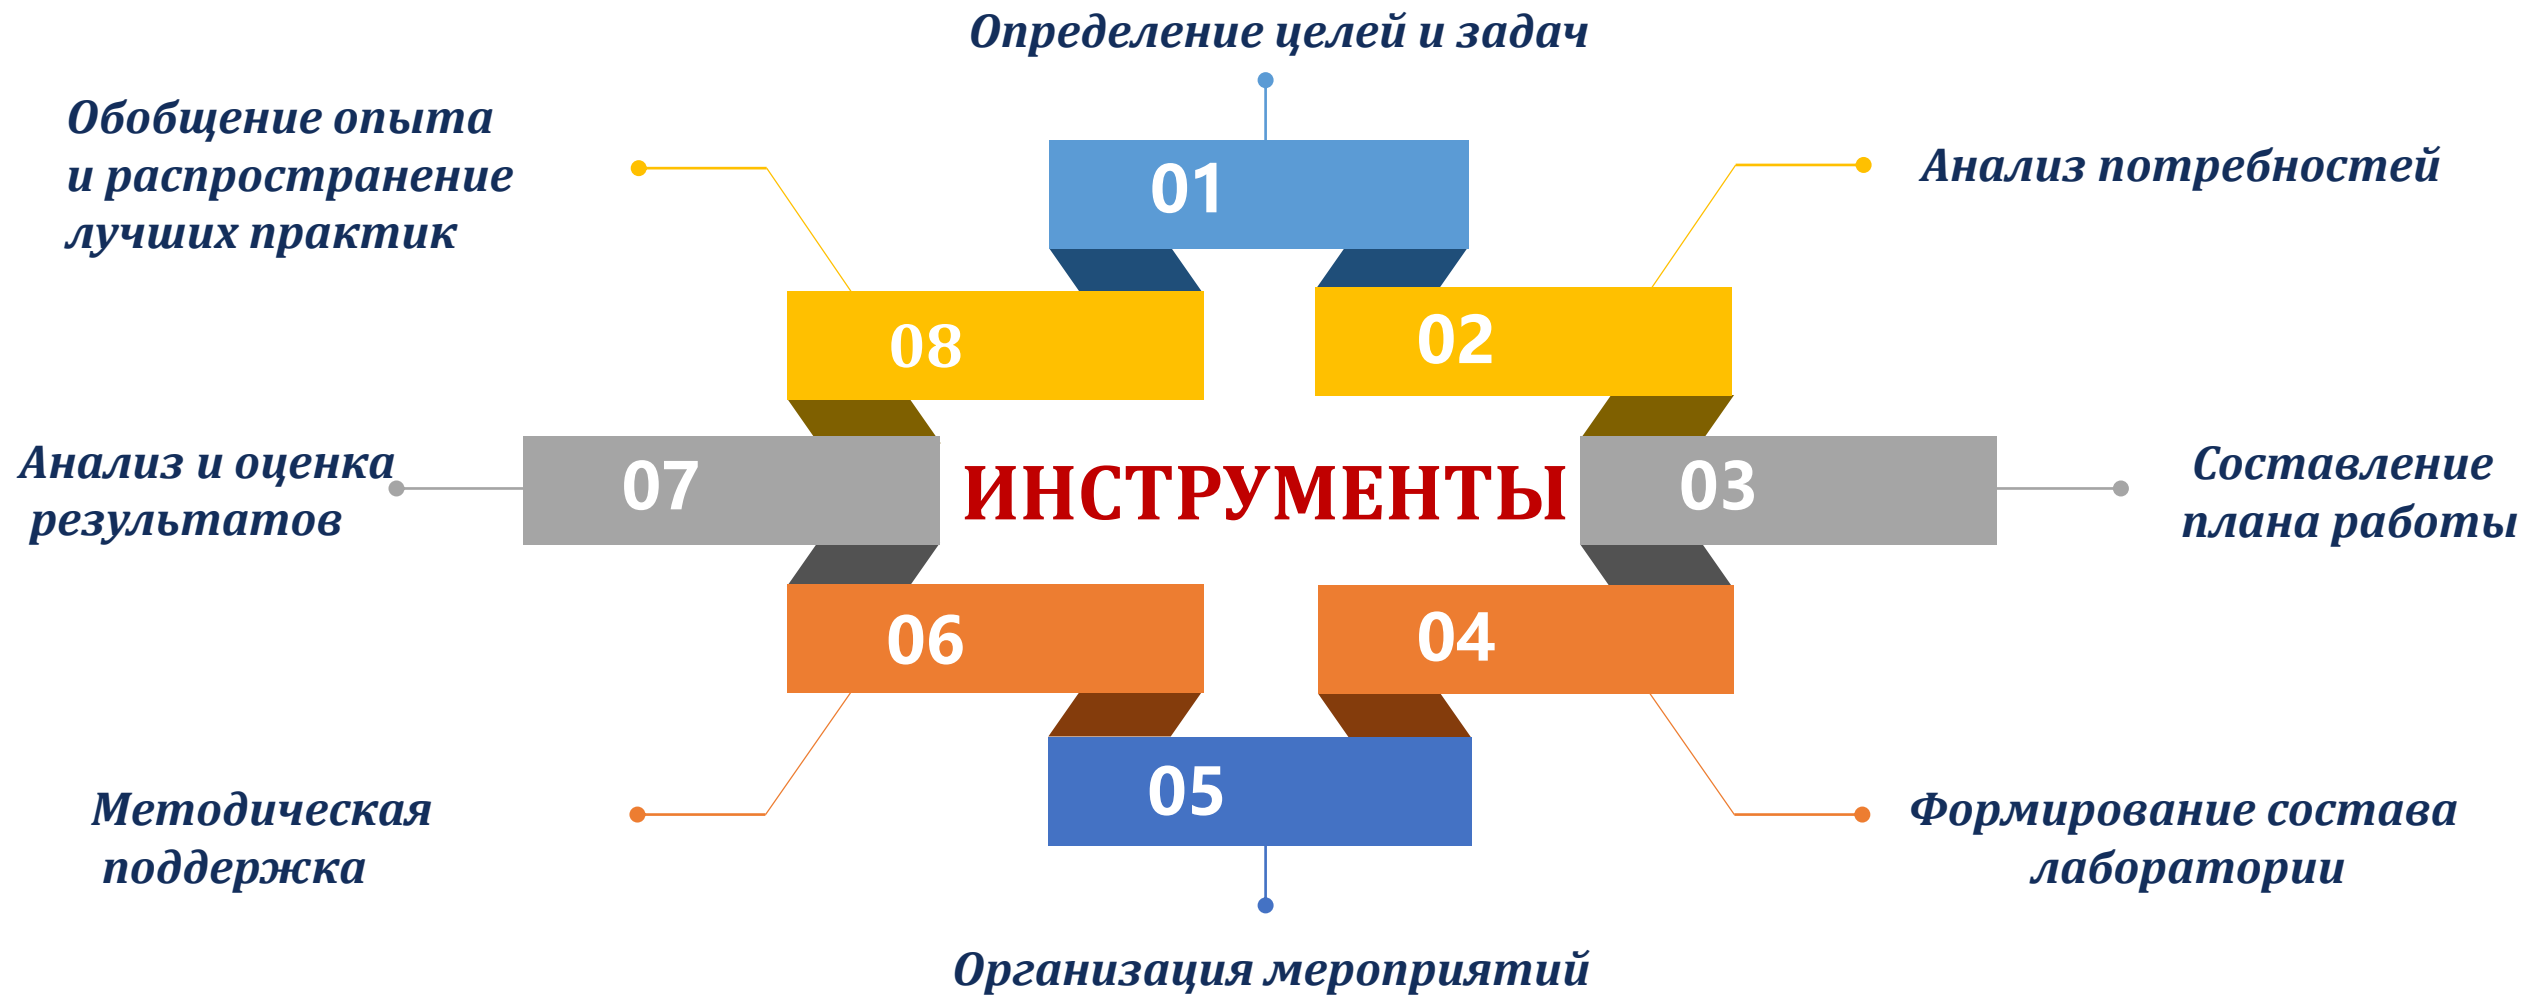 Определение целей и задач
01
Анализ потребностей
02
Составление
плана работы
03
Формирование состава
лаборатории
04
Организация мероприятий
05
Методическая
поддержка
06
Анализ и оценка
результатов
07
Обобщение опыта
и распространение
лучших практик
08
ИНСТРУМЕНТЫ